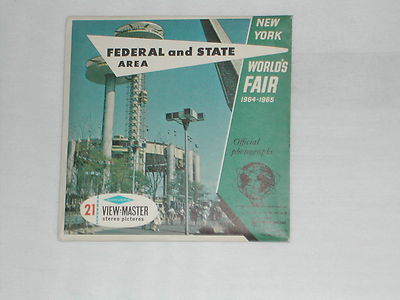 FEDERAL and STATE
AREA
NEW
YORK
WORLD'S
FAIR
1964-1965
Official
photographs
21
VIEW-MASTER
stereo pictures